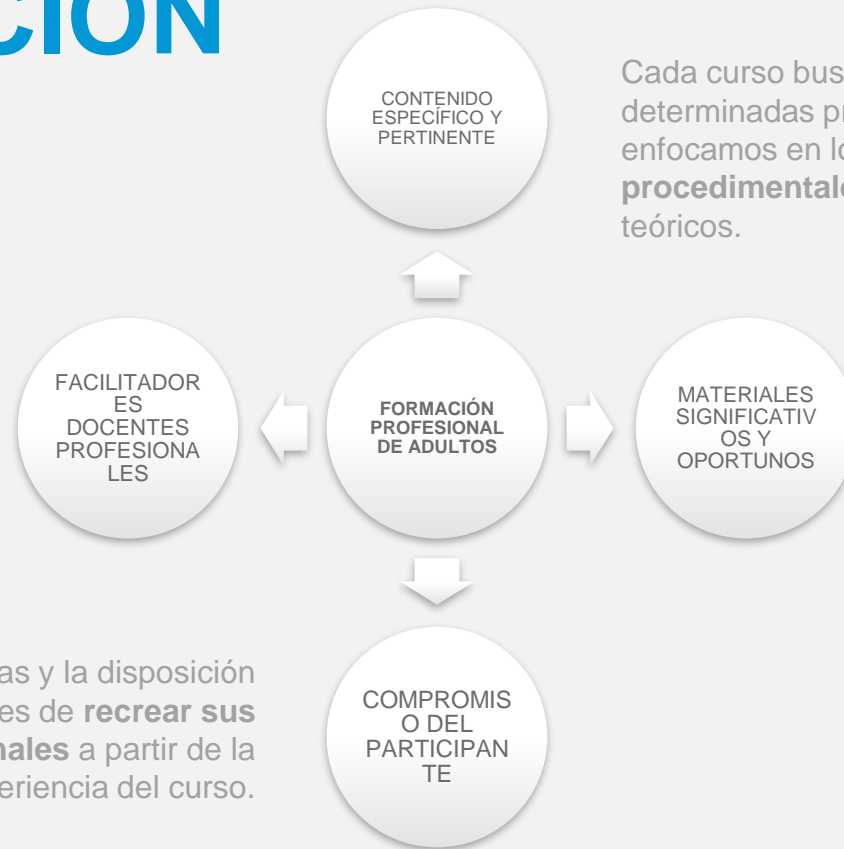 CIÓN
CONTENIDO
ESPECÍFICO Y
PERTINENTE
Cada curso bus
determinadas pr
enfocamos en lo
procedimentale
teóricos.
FACILITADOR
ES
DOCENTES
PROFESIONA
LES
FORMACIÓN
PROFESIONAL
DE ADULTOS
MATERIALES
SIGNIFICATIV
OS Y
OPORTUNOS
as y la disposición
es de recrear sus
nales a partir de la
eriencia del curso.
COMPROMIS
O DEL
PARTICIPAN
TE